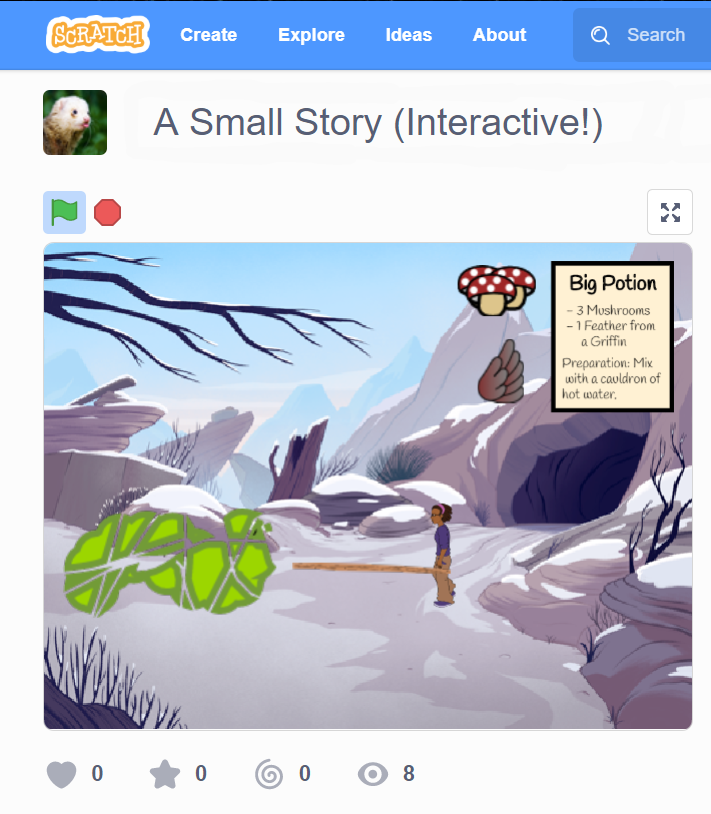 SCRATCH Create Explore Ideas About Search
A Small Story (Interactive!)
Big Potion
- 3 Mushrooms
- 1 Feather from
a Griffin
Preparation: Mix
with a cauldron of
hot water.
0 0 0 8